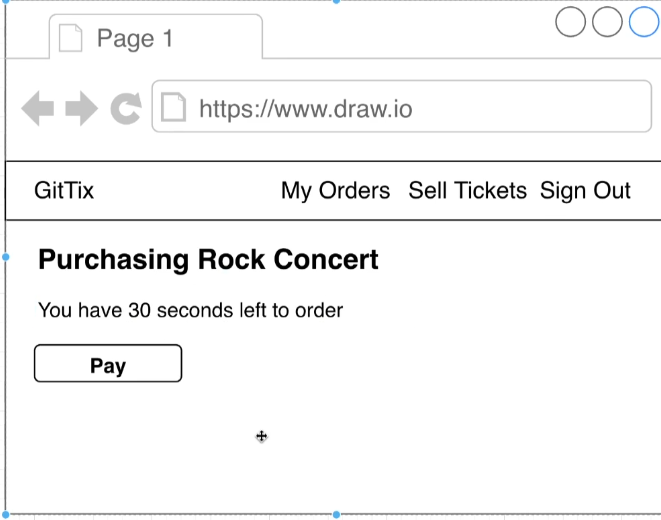 Page 1
https://www.draw.io
GitTix My Orders Sell Tickets Sign Out
Purchasing Rock Concert
You have 30 seconds left to order
Pay